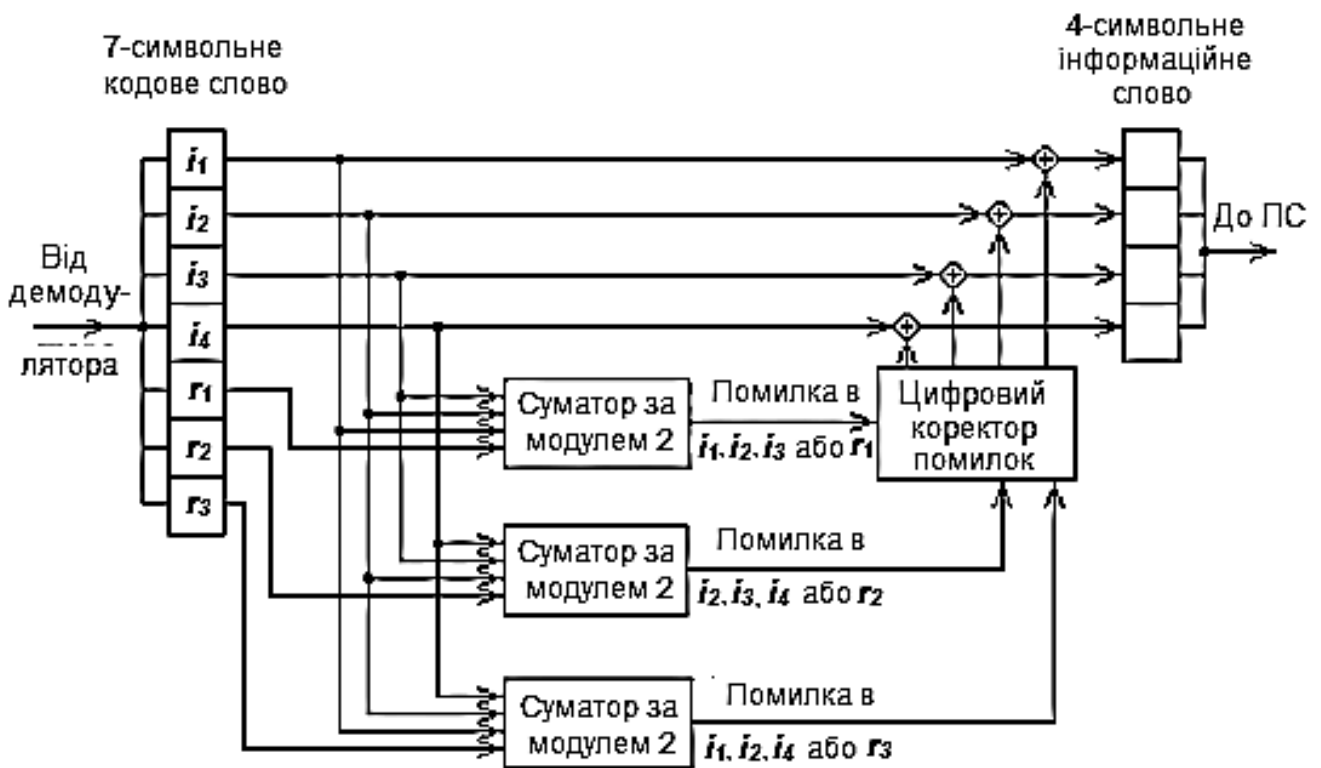 7-символьне
кодове слово
4-символьне
інформаційне
слово
i1
i2
i3
i4
r1
r2
r3
Від
демоду-
лятора
До ПС
Суматор за
модулем 2
Помилка в
i1, i2, i3 або r1
Цифровий
коректор
помилок
Суматор за
модулем 2
Помилка в
i2, i3, i4 або r2
Суматор за
модулем 2
Помилка в
i1, i2, i4 або r3